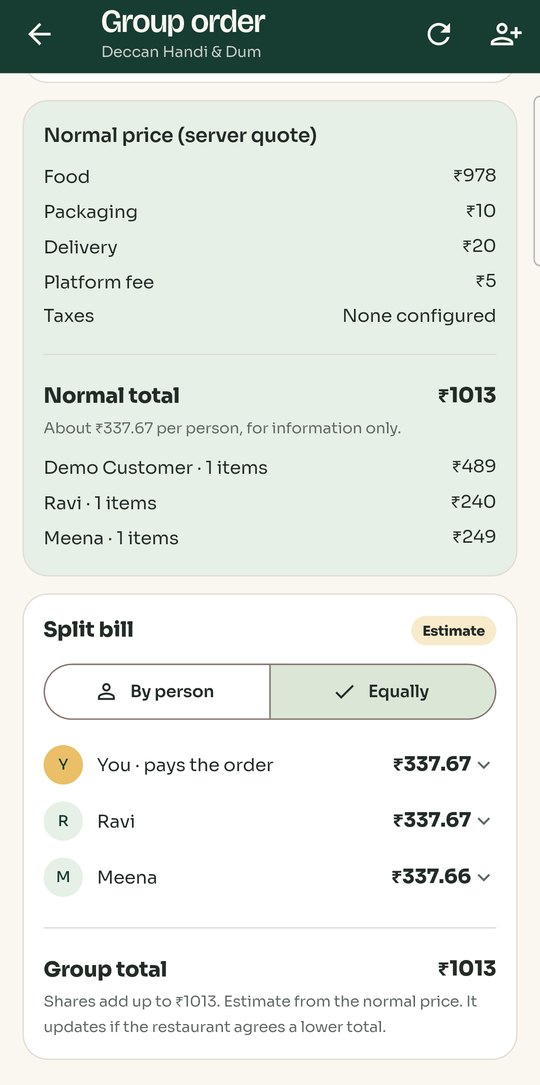 Group order
Deccan Handi & Dum
Normal price (server quote)
Food ₹978
Packaging ₹10
Delivery ₹20
Platform fee ₹5
Taxes None configured
Normal total ₹1013
About ₹337.67 per person, for information only.
Demo Customer · 1 items ₹489
Ravi · 1 items ₹240
Meena · 1 items ₹249
Split bill Estimate
By person Equally
Y You · pays the order ₹337.67
R Ravi ₹337.67
M Meena ₹337.66
Group total ₹1013
Shares add up to ₹1013. Estimate from the normal price. It
updates if the restaurant agrees a lower total.